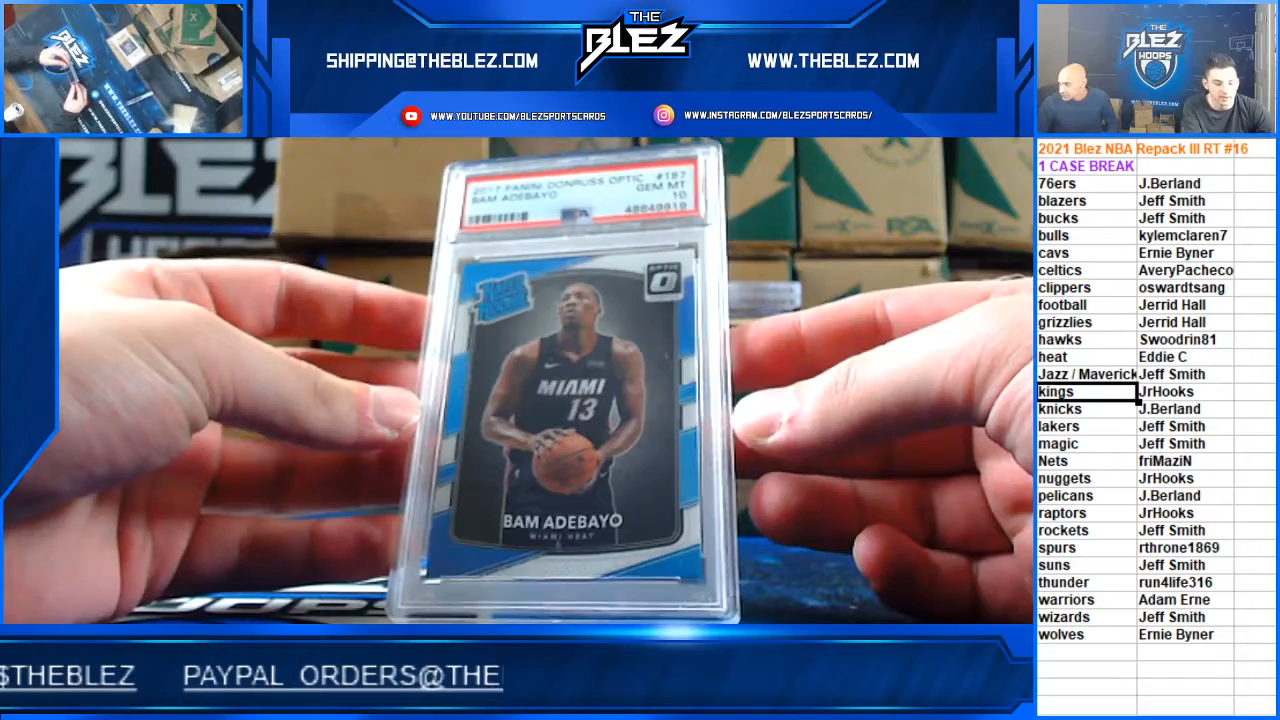 THE
BLEZ
SHIPPING@THEBLEZ.COM
WWW.THEBLEZ.COM
WWW.YOUTUBE.COM/BLEZSPORTSCARDS
WWW.INSTAGRAM.COM/BLEZSPORTSCARDS/
THE
BLEZ
HOOPS
2017 PANINI DONRUSS OPTIC #187
BAM ADEBAYO GEM MT
10
PSA
OPTIC
RATED
ROOKIE
MIAMI
13
BAM ADEBAYO
MIAMI HEAT
2021 Blez NBA Repack III RT #16
1 CASE BREAK
76ers J.Berland
blazers Jeff Smith
bucks Jeff Smith
bulls kylemclaren7
cavs Ernie Byner
celtics AveryPacheco
clippers oswardtsang
football Jerrid Hall
grizzlies Jerrid Hall
hawks Swoodrin81
heat Eddie C
Jazz / Maverick Jeff Smith
kings JrHooks
knicks J.Berland
lakers Jeff Smith
magic Jeff Smith
Nets friMaziN
nuggets JrHooks
pelicans J.Berland
raptors JrHooks
rockets Jeff Smith
spurs rthrone1869
suns Jeff Smith
thunder run4life316
warriors Adam Erne
wizards Jeff Smith
wolves Ernie Byner
$THEBLEZ PAYPAL ORDERS@THE